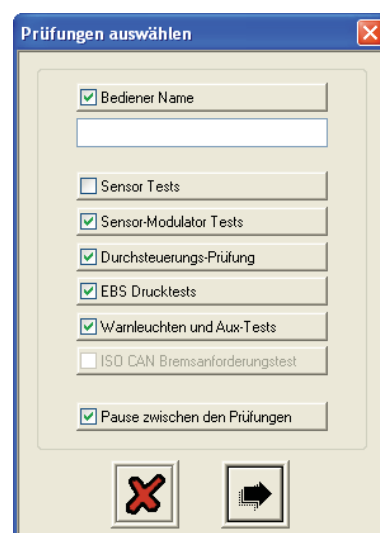 Prüfungen auswählen
Bediener Name
Sensor Tests
Sensor-Modulator Tests
Durchsteuerungs-Prüfung
EBS Drucktests
Warnleuchten und Aux-Tests
ISO CAN Bremsanforderungstest
Pause zwischen den Prüfungen